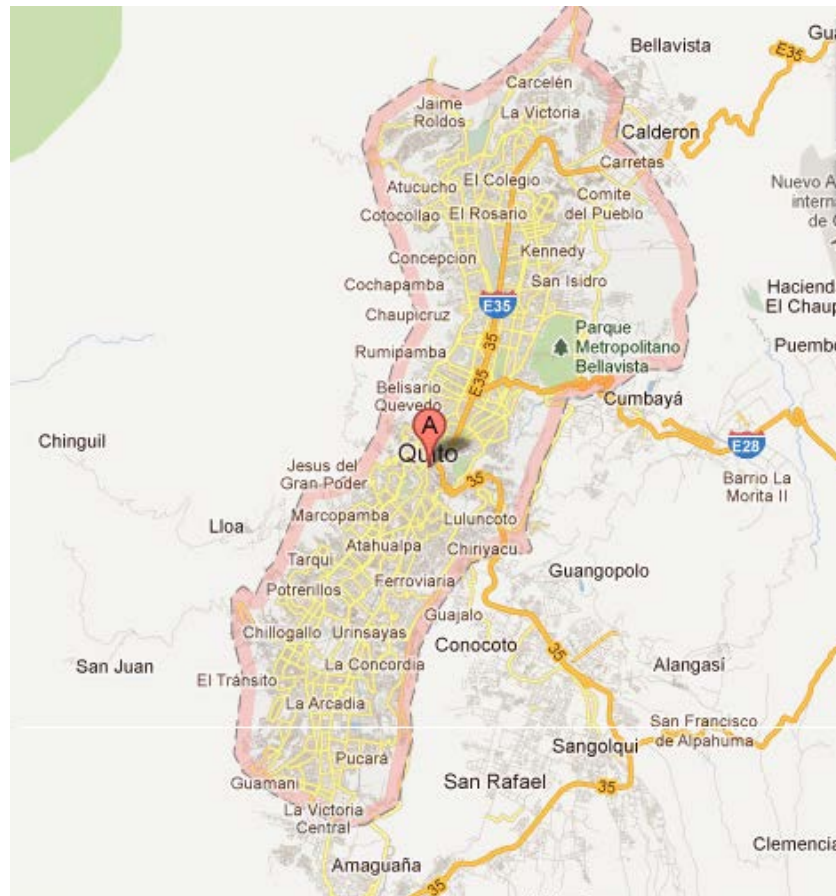 Bellavista
Gua
E35
Carcelén
Jaime
Roldos
La Victoria
Calderon
Carretas
El Colegio
Atucucho
Comite
del Pueblo
Nuevo A
interna
de
Cotocollao
El Rosario
Kennedy
Concepcion
San Isidro
Cochapamba
Haciend
El Chaup
E35
Chaupicruz
35
Parque
Metropolitano
Bellavista
Puembo
Rumipamba
E35
Belisario
Quevedo
Cumbayá
A
Chinguil
Quito
E28
Jesus del
Gran Poder
35
Barrio La
Morita II
Marcopamba
Luluncoto
Lloa
Atahualpa
Chiriyacu
Tarqui
Ferroviaria
Guangopolo
Potrerillos
Guajalo
Chillogallo
Urinsayas
Conocoto
35
San Juan
La Concordia
Alangasí
El Tránsito
La Arcadia
San Francisco
de Alpahuma
Pucará
Sangolqui
Guamani
San Rafael
35
La Victoria
Central
Clemencia
Amaguaña
35